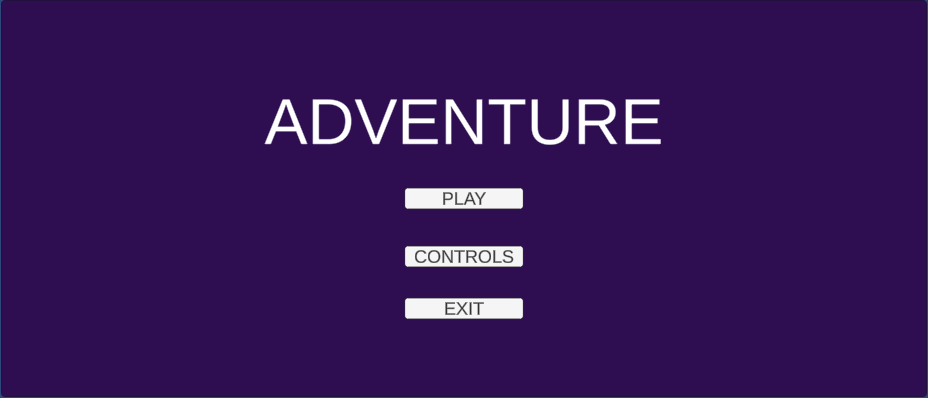 ADVENTURE
PLAY
CONTROLS
EXIT